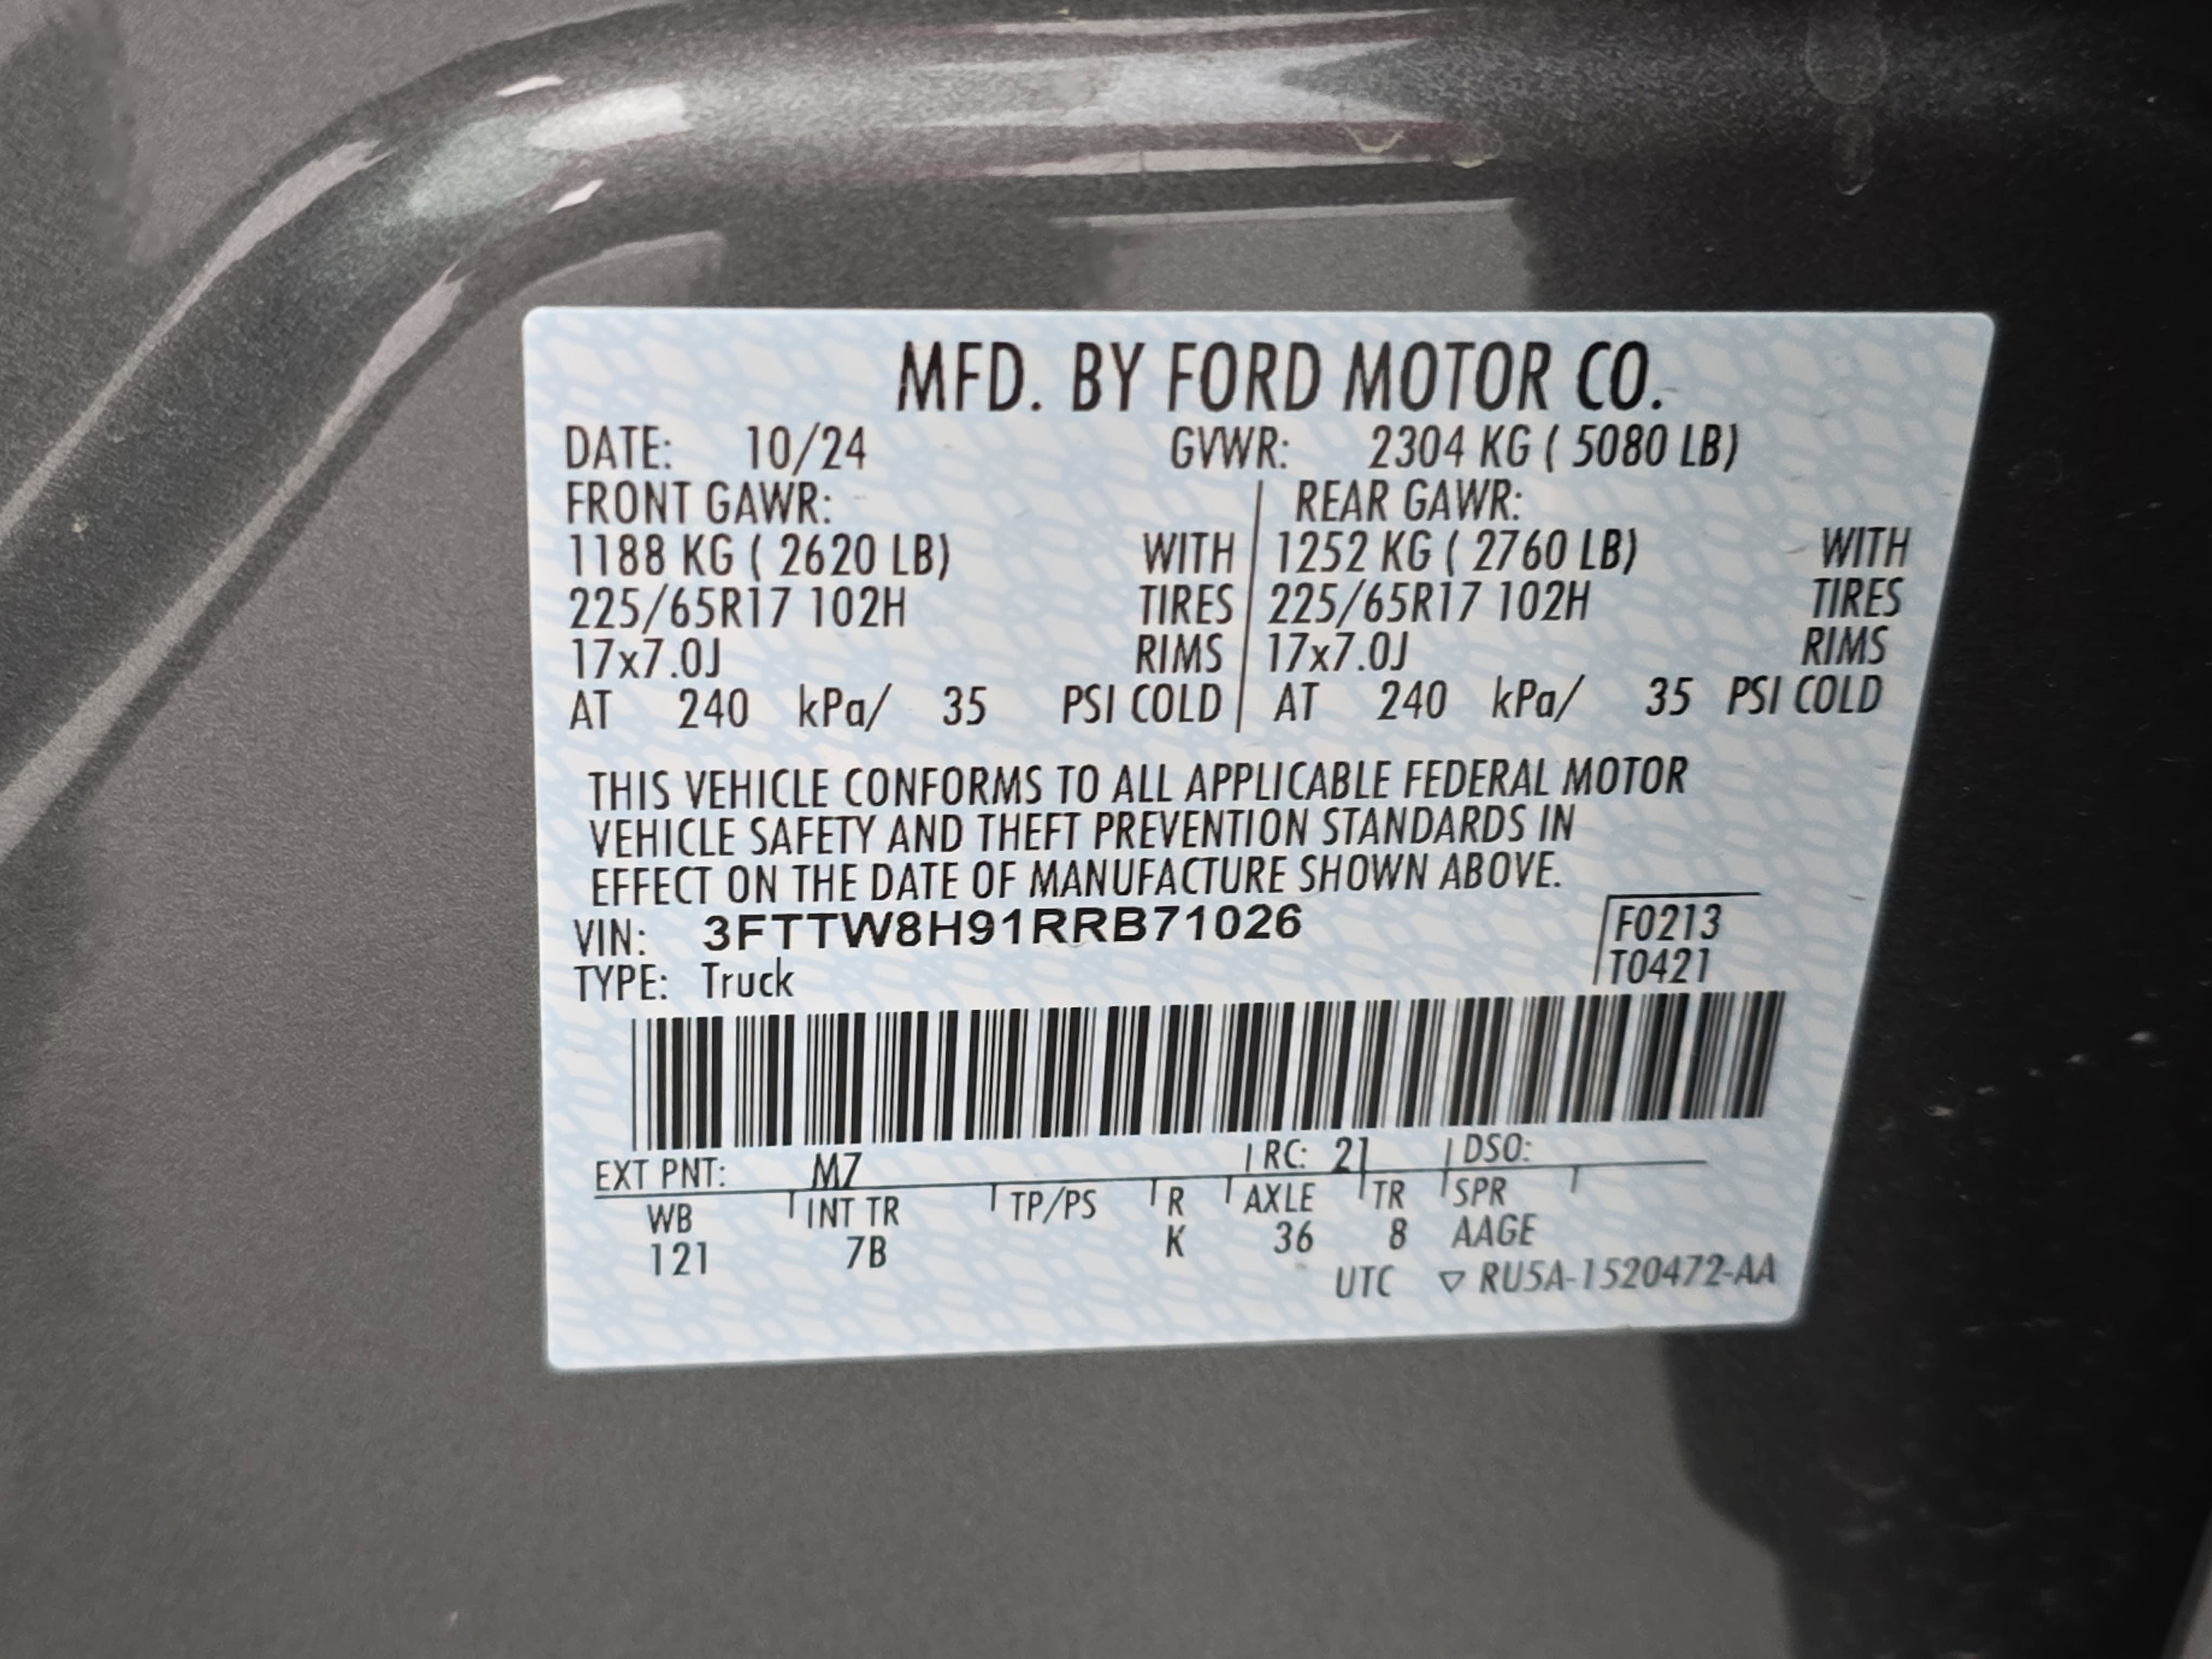 MFD. BY FORD MOTOR CO.
DATE: 10/24 GVWR: 2304 KG ( 5080 LB)
FRONT GAWR: REAR GAWR:
1188 KG ( 2620 LB) WITH 1252 KG ( 2760 LB) WITH
225/65R17 102H TIRES 225/65R17 102H TIRES
17x7.0J RIMS 17x7.0J RIMS
AT 240 kPa/ 35 PSI COLD AT 240 kPa/ 35 PSI COLD
THIS VEHICLE CONFORMS TO ALL APPLICABLE FEDERAL MOTOR
VEHICLE SAFETY AND THEFT PREVENTION STANDARDS IN
EFFECT ON THE DATE OF MANUFACTURE SHOWN ABOVE.
VIN: 3FTTW8H91RRB71026 F0213
TYPE: Truck T0421
EXT PNT: M7 RC: 21 DSO:
WB INT TR TP/PS R AXLE TR SPR
121 7B K 36 8 AAGE
UTC ▽ RU5A-1520472-AA